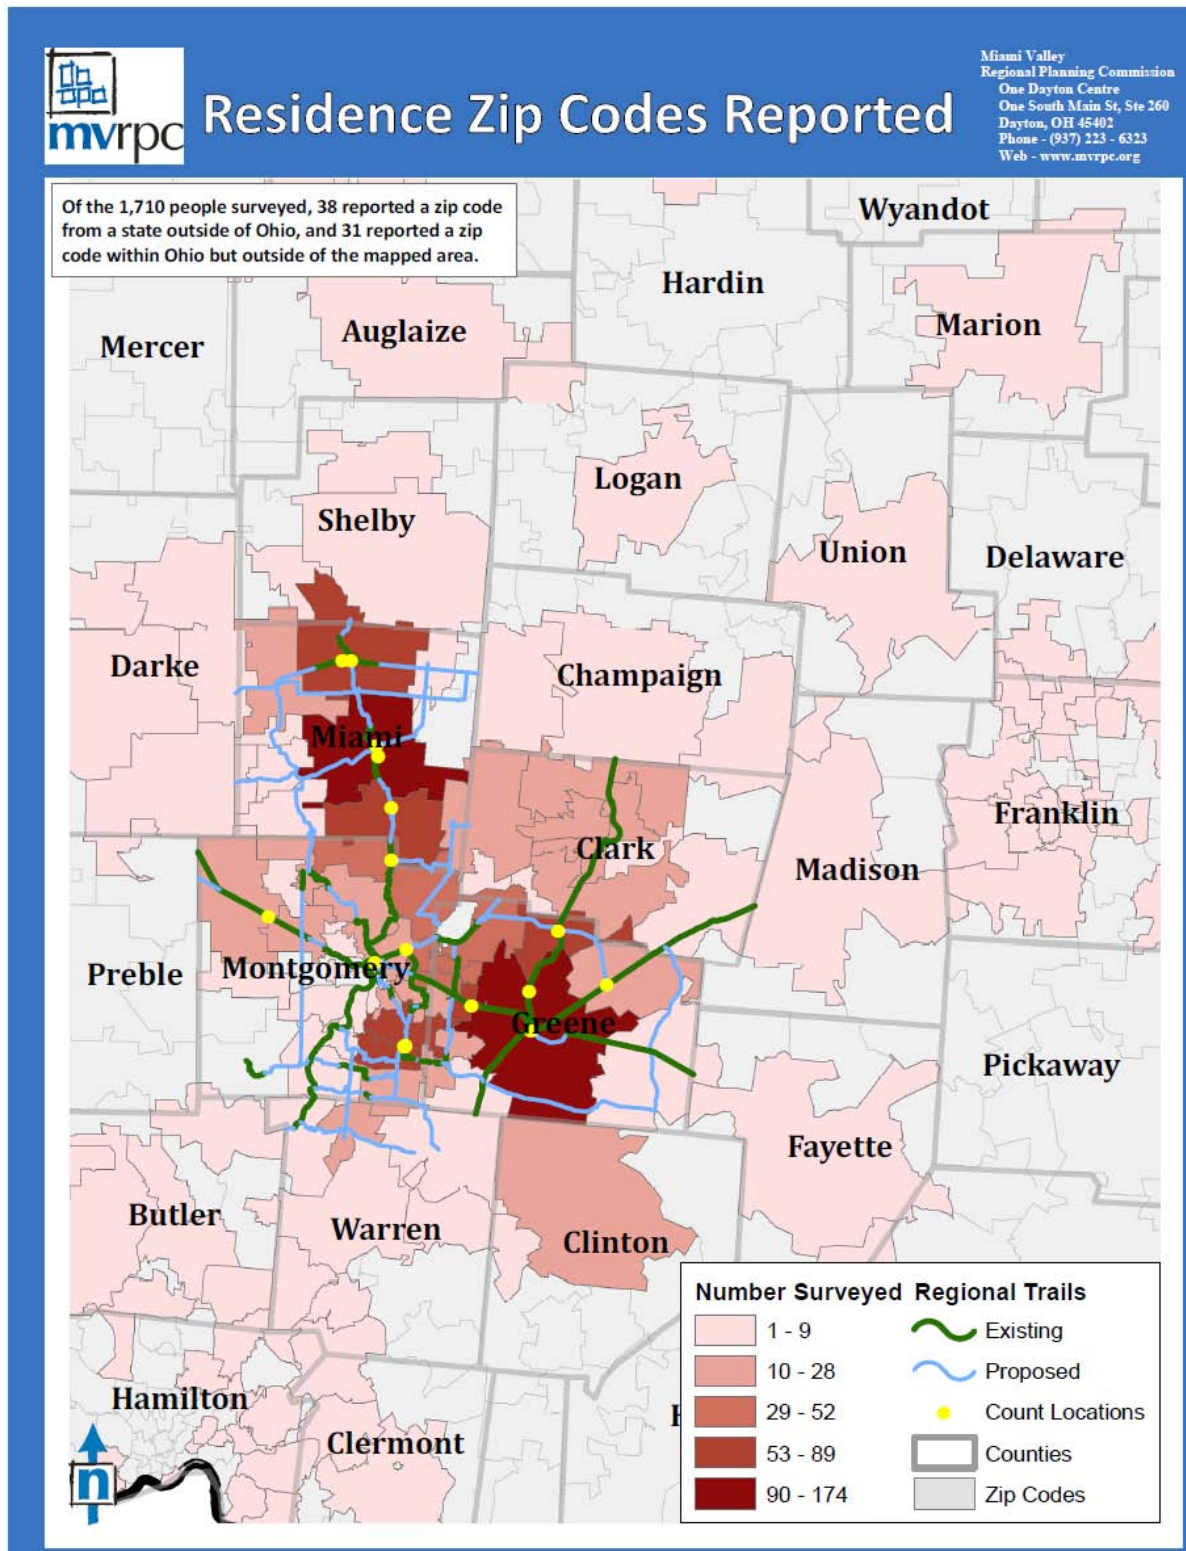 mvrpc
Residence Zip Codes Reported
Miami Valley
Regional Planning Commission
One Dayton Centre
One South Main St, Ste 260
Dayton, OH 45402
Phone - (937) 223 - 6323
Web - www.mvrpc.org
Of the 1,710 people surveyed, 38 reported a zip code
from a state outside of Ohio, and 31 reported a zip
code within Ohio but outside of the mapped area.
Wyandot
Hardin
Marion
Auglaize
Mercer
Logan
Shelby
Union
Delaware
Darke
Champaign
Miami
Franklin
Clark
Madison
Preble
Montgomery
Greene
Pickaway
Fayette
Butler
Warren
Clinton
Hamilton
Clermont
H
n
Number Surveyed
1 - 9
10 - 28
29 - 52
53 - 89
90 - 174
Regional Trails
Existing
Proposed
Count Locations
Counties
Zip Codes